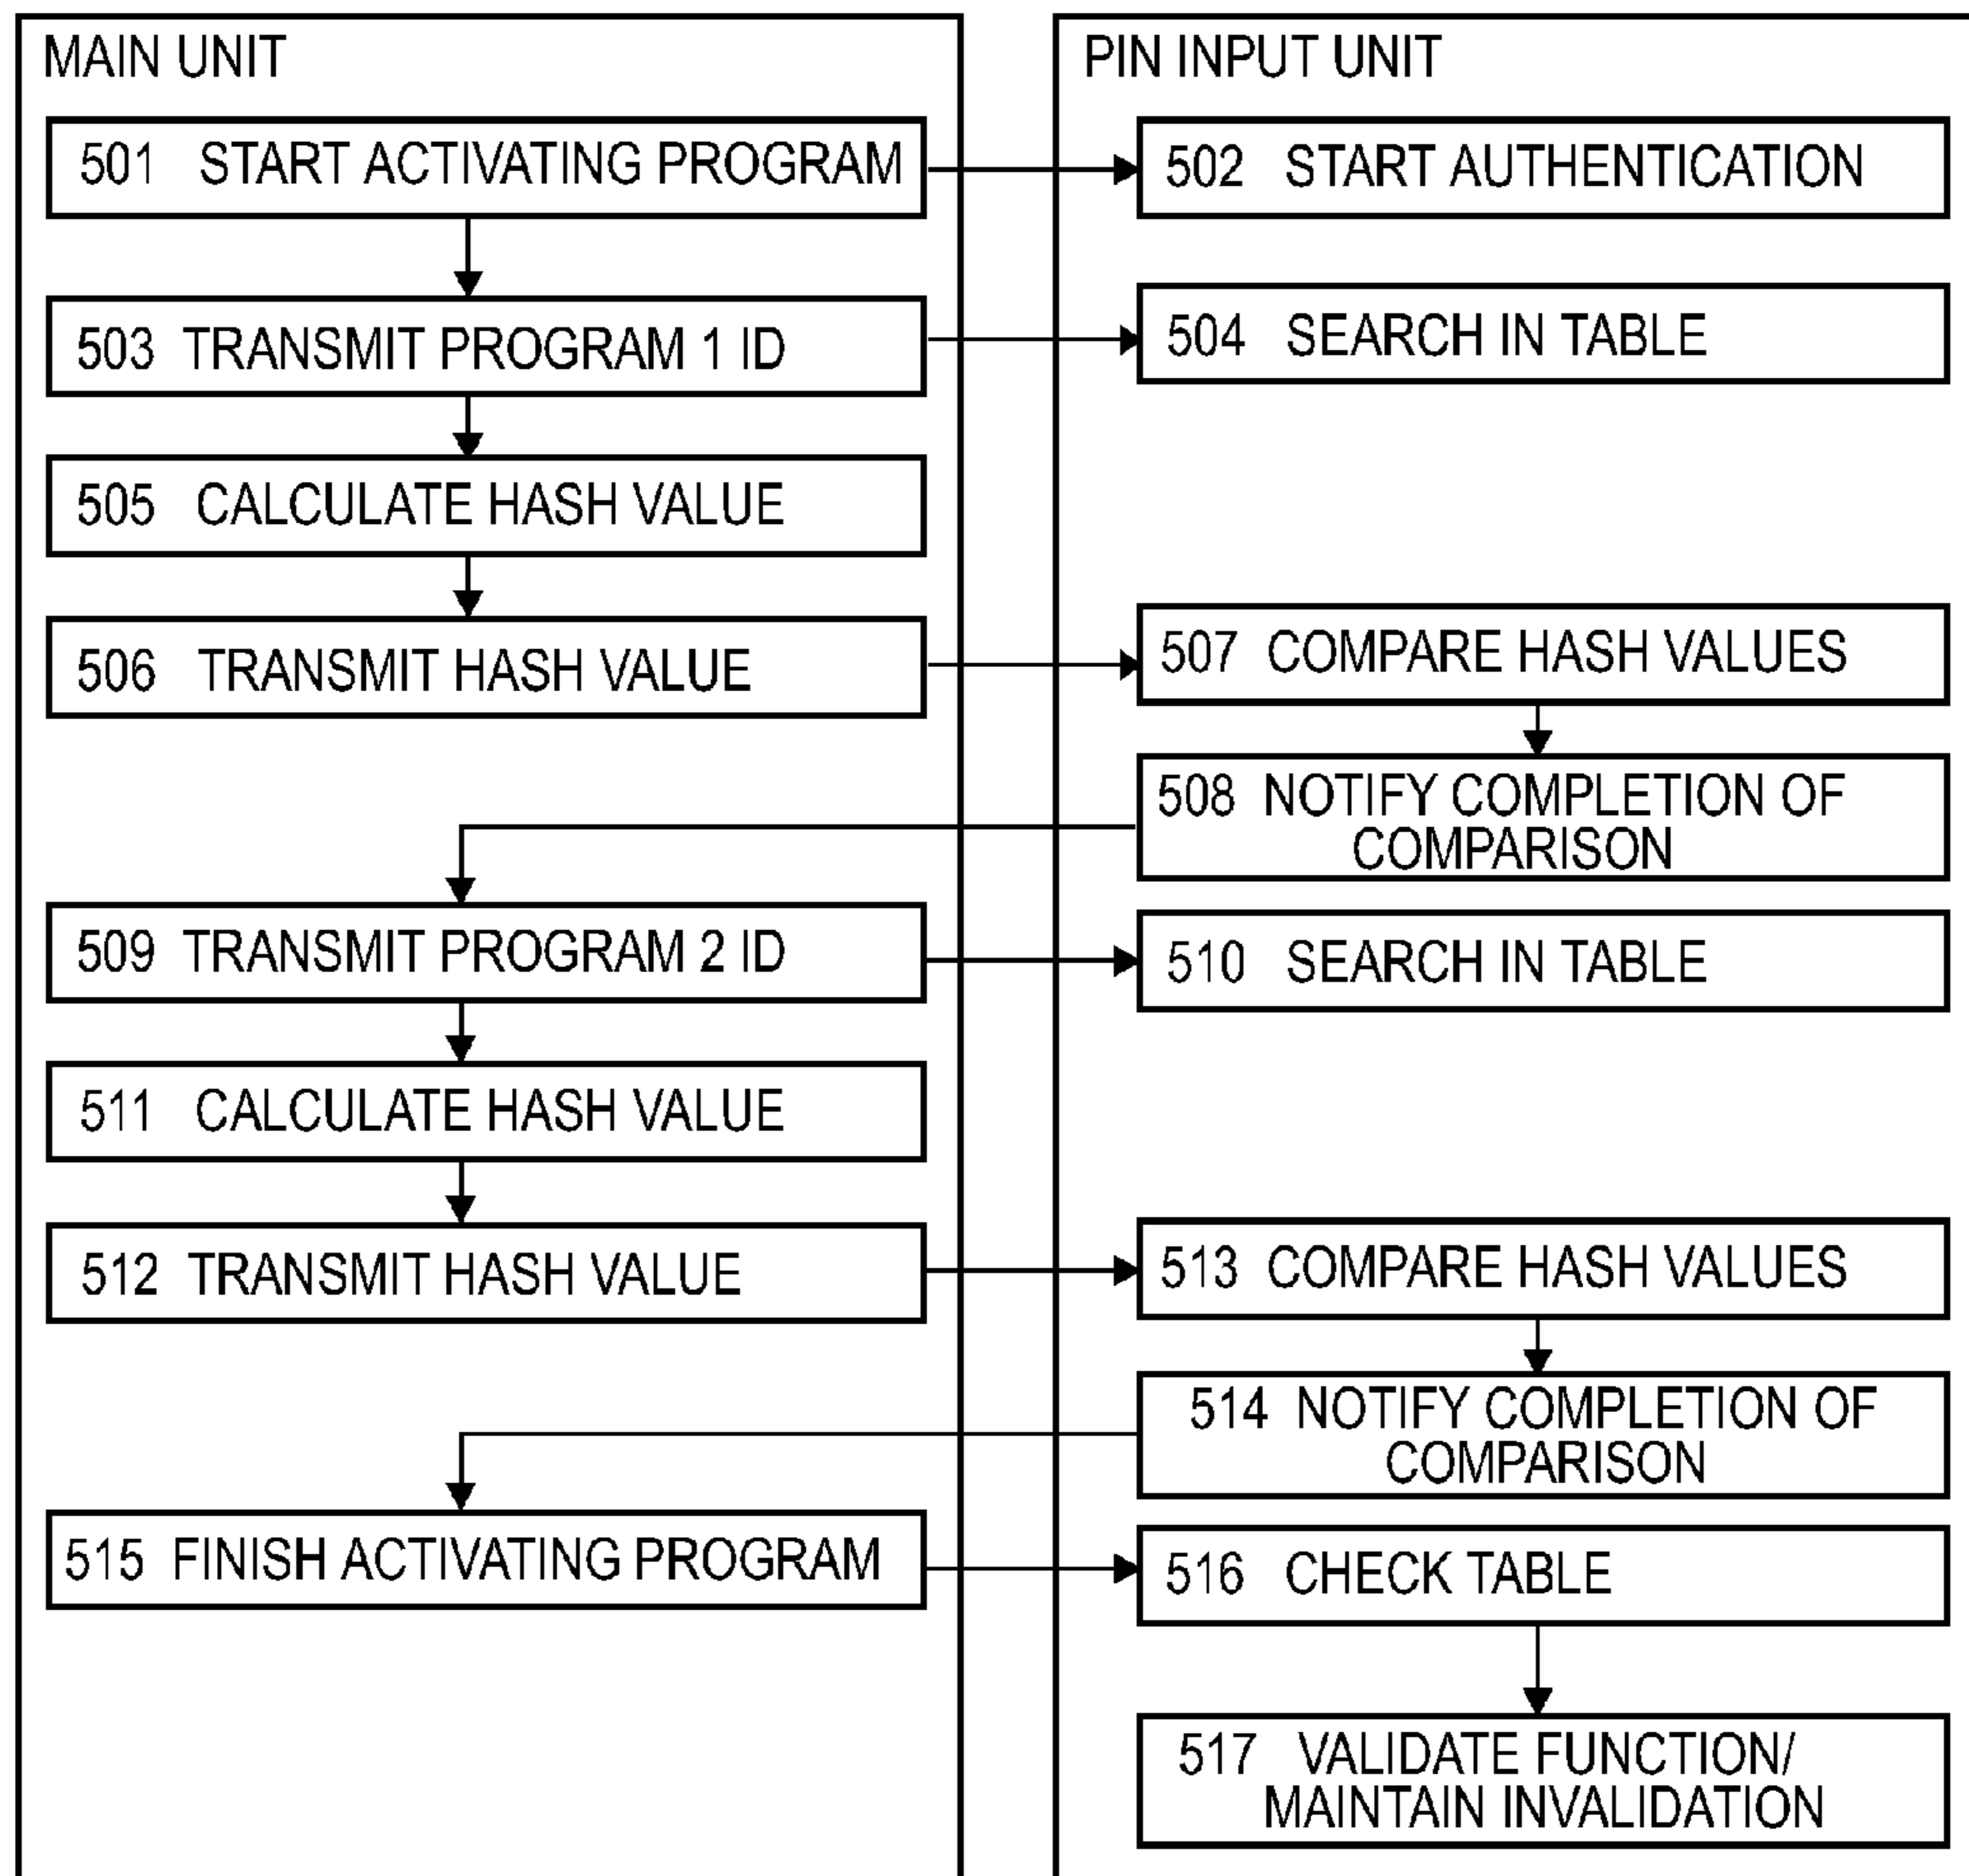 MAIN UNIT
PIN INPUT UNIT
501 START ACTIVATING PROGRAM
502 START AUTHENTICATION
503 TRANSMIT PROGRAM 1 ID
504 SEARCH IN TABLE
505 CALCULATE HASH VALUE
506 TRANSMIT HASH VALUE
507 COMPARE HASH VALUES
508 NOTIFY COMPLETION OF
COMPARISON
509 TRANSMIT PROGRAM 2 ID
510 SEARCH IN TABLE
511 CALCULATE HASH VALUE
512 TRANSMIT HASH VALUE
513 COMPARE HASH VALUES
514 NOTIFY COMPLETION OF
COMPARISON
515 FINISH ACTIVATING PROGRAM
516 CHECK TABLE
517 VALIDATE FUNCTION/
MAINTAIN INVALIDATION